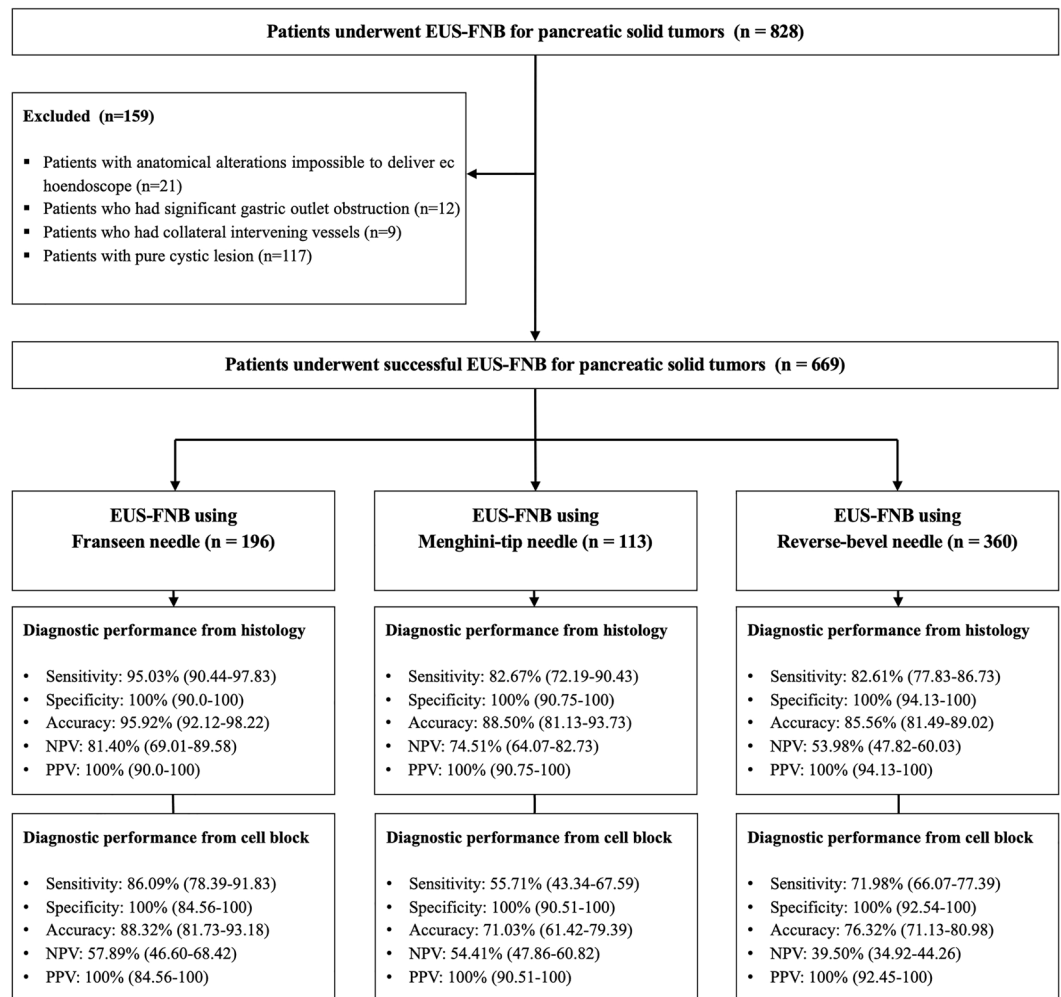 Patients underwent EUS-FNB for pancreatic solid tumors (n = 828)
Excluded (n=159)
▪ Patients with anatomical alterations impossible to deliver ec
hoendoscope (n=21)
▪ Patients who had significant gastric outlet obstruction (n=12)
▪ Patients who had collateral intervening vessels (n=9)
▪ Patients with pure cystic lesion (n=117)
Patients underwent successful EUS-FNB for pancreatic solid tumors (n = 669)
EUS-FNB using
Franseen needle (n = 196)
EUS-FNB using
Menghini-tip needle (n = 113)
EUS-FNB using
Reverse-bevel needle (n = 360)
Diagnostic performance from histology
• Sensitivity: 95.03% (90.44-97.83)
• Specificity: 100% (90.0-100)
• Accuracy: 95.92% (92.12-98.22)
• NPV: 81.40% (69.01-89.58)
• PPV: 100% (90.0-100)
Diagnostic performance from histology
• Sensitivity: 82.67% (72.19-90.43)
• Specificity: 100% (90.75-100)
• Accuracy: 88.50% (81.13-93.73)
• NPV: 74.51% (64.07-82.73)
• PPV: 100% (90.75-100)
Diagnostic performance from histology
• Sensitivity: 82.61% (77.83-86.73)
• Specificity: 100% (94.13-100)
• Accuracy: 85.56% (81.49-89.02)
• NPV: 53.98% (47.82-60.03)
• PPV: 100% (94.13-100)
Diagnostic performance from cell block
• Sensitivity: 86.09% (78.39-91.83)
• Specificity: 100% (84.56-100)
• Accuracy: 88.32% (81.73-93.18)
• NPV: 57.89% (46.60-68.42)
• PPV: 100% (84.56-100)
Diagnostic performance from cell block
• Sensitivity: 55.71% (43.34-67.59)
• Specificity: 100% (90.51-100)
• Accuracy: 71.03% (61.42-79.39)
• NPV: 54.41% (47.86-60.82)
• PPV: 100% (90.51-100)
Diagnostic performance from cell block
• Sensitivity: 71.98% (66.07-77.39)
• Specificity: 100% (92.54-100)
• Accuracy: 76.32% (71.13-80.98)
• NPV: 39.50% (34.92-44.26)
• PPV: 100% (92.45-100)